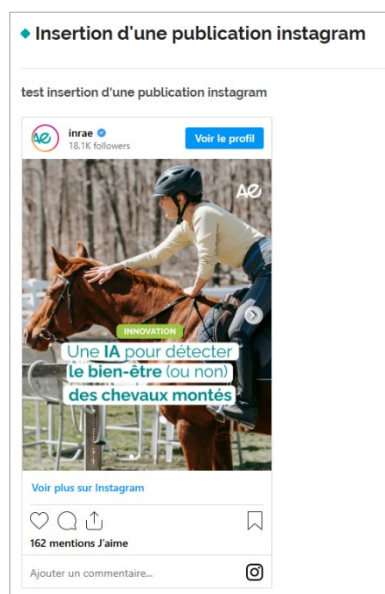 Insertion d'une publication instagram
test insertion d'une publication instagram
inrae
18.1K followers
Voir le profil
AE
AE
INNOVATION
Une IA pour détecter
le bien-être (ou non)
des chevaux montés
Voir plus sur Instagram
162 mentions J'aime
Ajouter un commentaire...